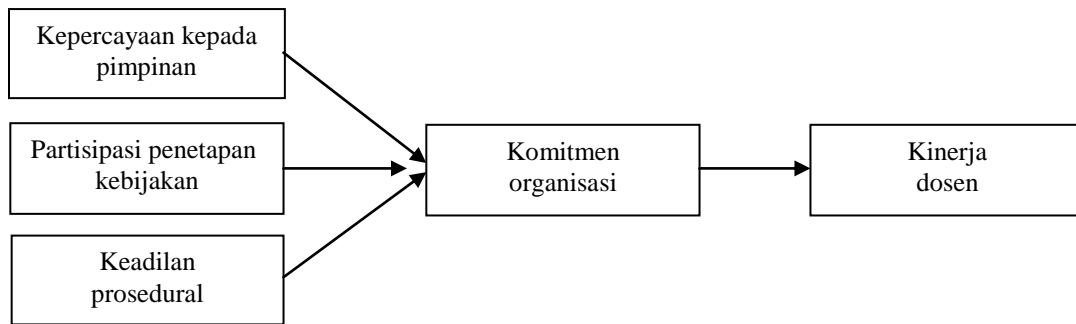 Kepercayaan kepada
pimpinan
Partisipasi penetapan
kebijakan
Keadilan
prosedural
Komitmen
organisasi
Kinerja
dosen